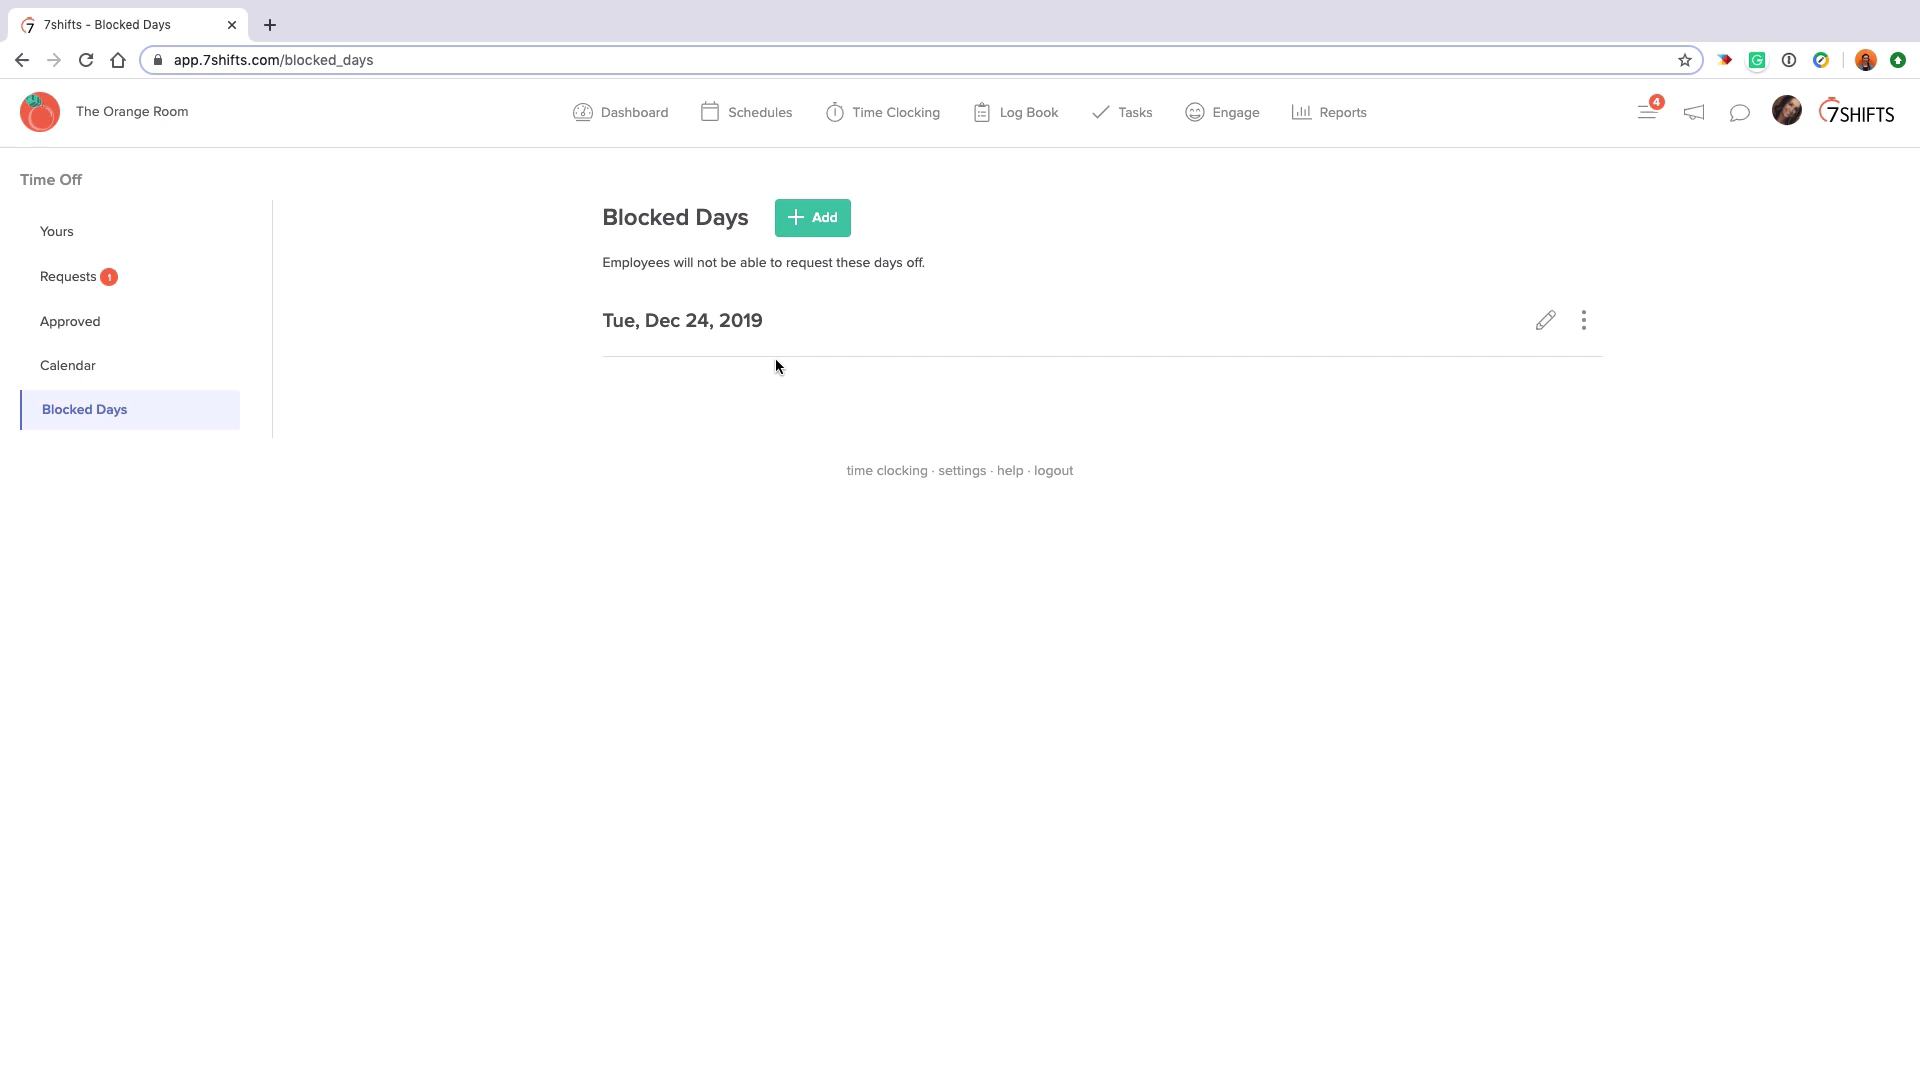 7shifts - Blocked Days
app.7shifts.com/blocked_days
The Orange Room
Dashboard
Schedules
Time Clocking
Log Book
Tasks
Engage
Reports
4
7SHIFTS
Time Off
Yours
Requests 1
Approved
Calendar
Blocked Days
Blocked Days
Add
Employees will not be able to request these days off.
Tue, Dec 24, 2019
time clocking · settings · help · logout